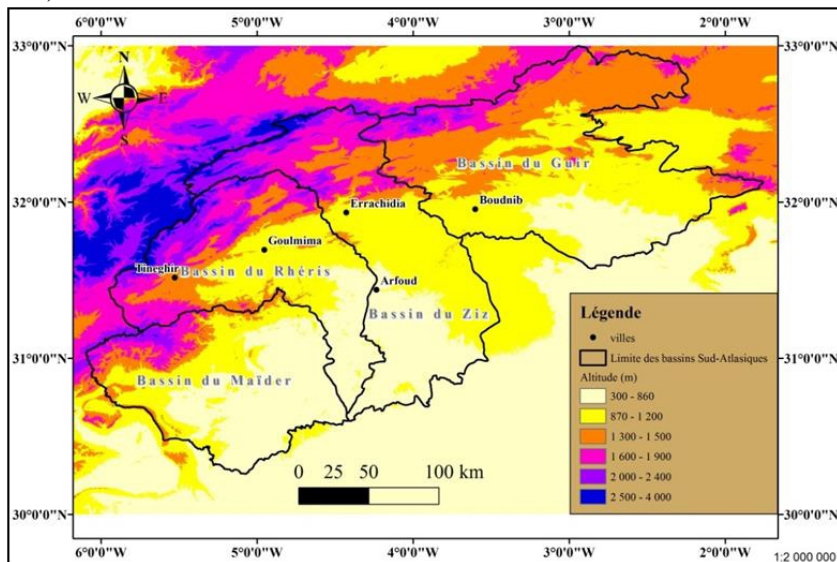 6°0'0"W 5°0'0"W 4°0'0"W 3°0'0"W 2°0'0"W
33°0'0"N 33°0'0"N
N
W E
S
Bassin du Guir
32°0'0"N 32°0'0"N
Errachidia
Boudnib
Goulmima
Tineghir
Bassin du Rhéris
Arfoud
Bassin du Ziz
31°0'0"N 31°0'0"N
Bassin du Maïder
Légende
villes
Limite des bassins Sud-Atlasiques
Altitude (m)
300 - 860
870 - 1 200
1 300 - 1 500
1 600 - 1 900
2 000 - 2 400
2 500 - 4 000
0 25 50 100 km
30°0'0"N 30°0'0"N
6°0'0"W 5°0'0"W 4°0'0"W 3°0'0"W 2°0'0"W
1:2 000 000